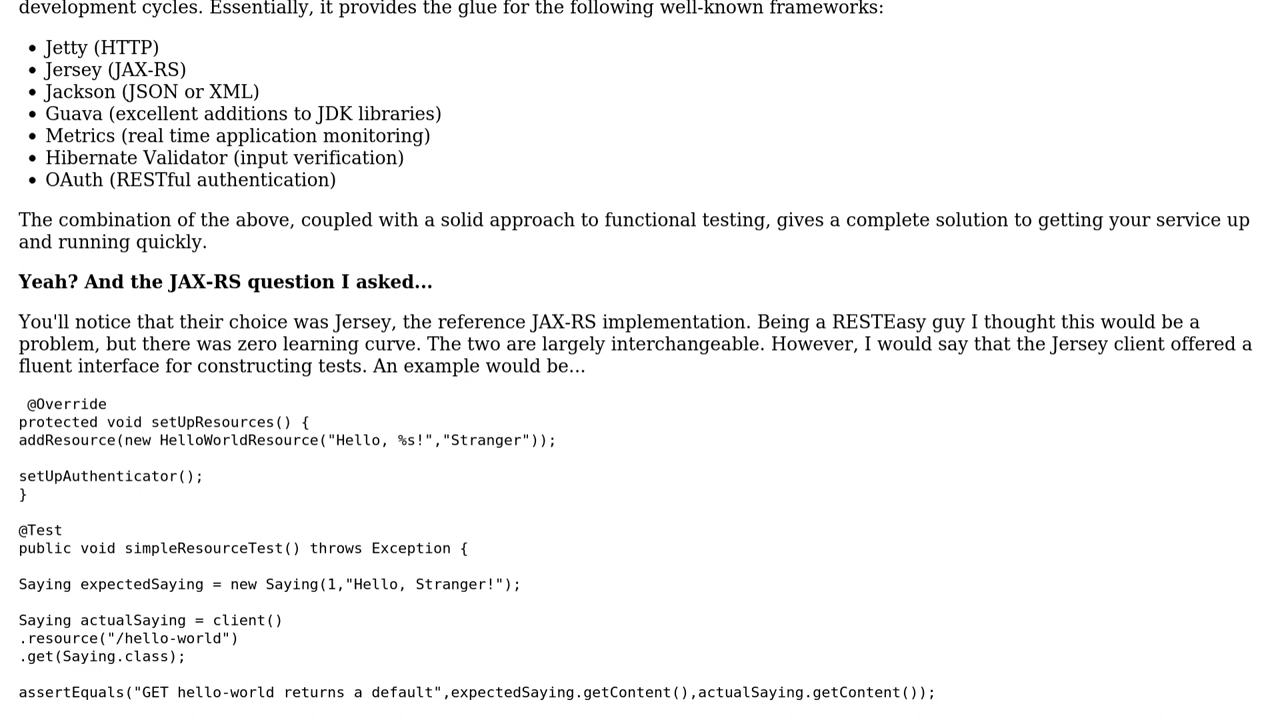 development cycles. Essentially, it provides the glue for the following well-known frameworks:
• Jetty (HTTP)
• Jersey (JAX-RS)
• Jackson (JSON or XML)
• Guava (excellent additions to JDK libraries)
• Metrics (real time application monitoring)
• Hibernate Validator (input verification)
• OAuth (RESTful authentication)
The combination of the above, coupled with a solid approach to functional testing, gives a complete solution to getting your service up
and running quickly.
Yeah? And the JAX-RS question I asked...
You'll notice that their choice was Jersey, the reference JAX-RS implementation. Being a RESTEasy guy I thought this would be a
problem, but there was zero learning curve. The two are largely interchangeable. However, I would say that the Jersey client offered a
fluent interface for constructing tests. An example would be...
@Override
protected void setUpResources() {
addResource(new HelloWorldResource("Hello, %s!","Stranger"));
setUpAuthenticator();
}
@Test
public void simpleResourceTest() throws Exception {
Saying expectedSaying = new Saying(1,"Hello, Stranger!");
Saying actualSaying = client()
.resource("/hello-world")
.get(Saying.class);
assertEquals("GET hello-world returns a default",expectedSaying.getContent(),actualSaying.getContent());